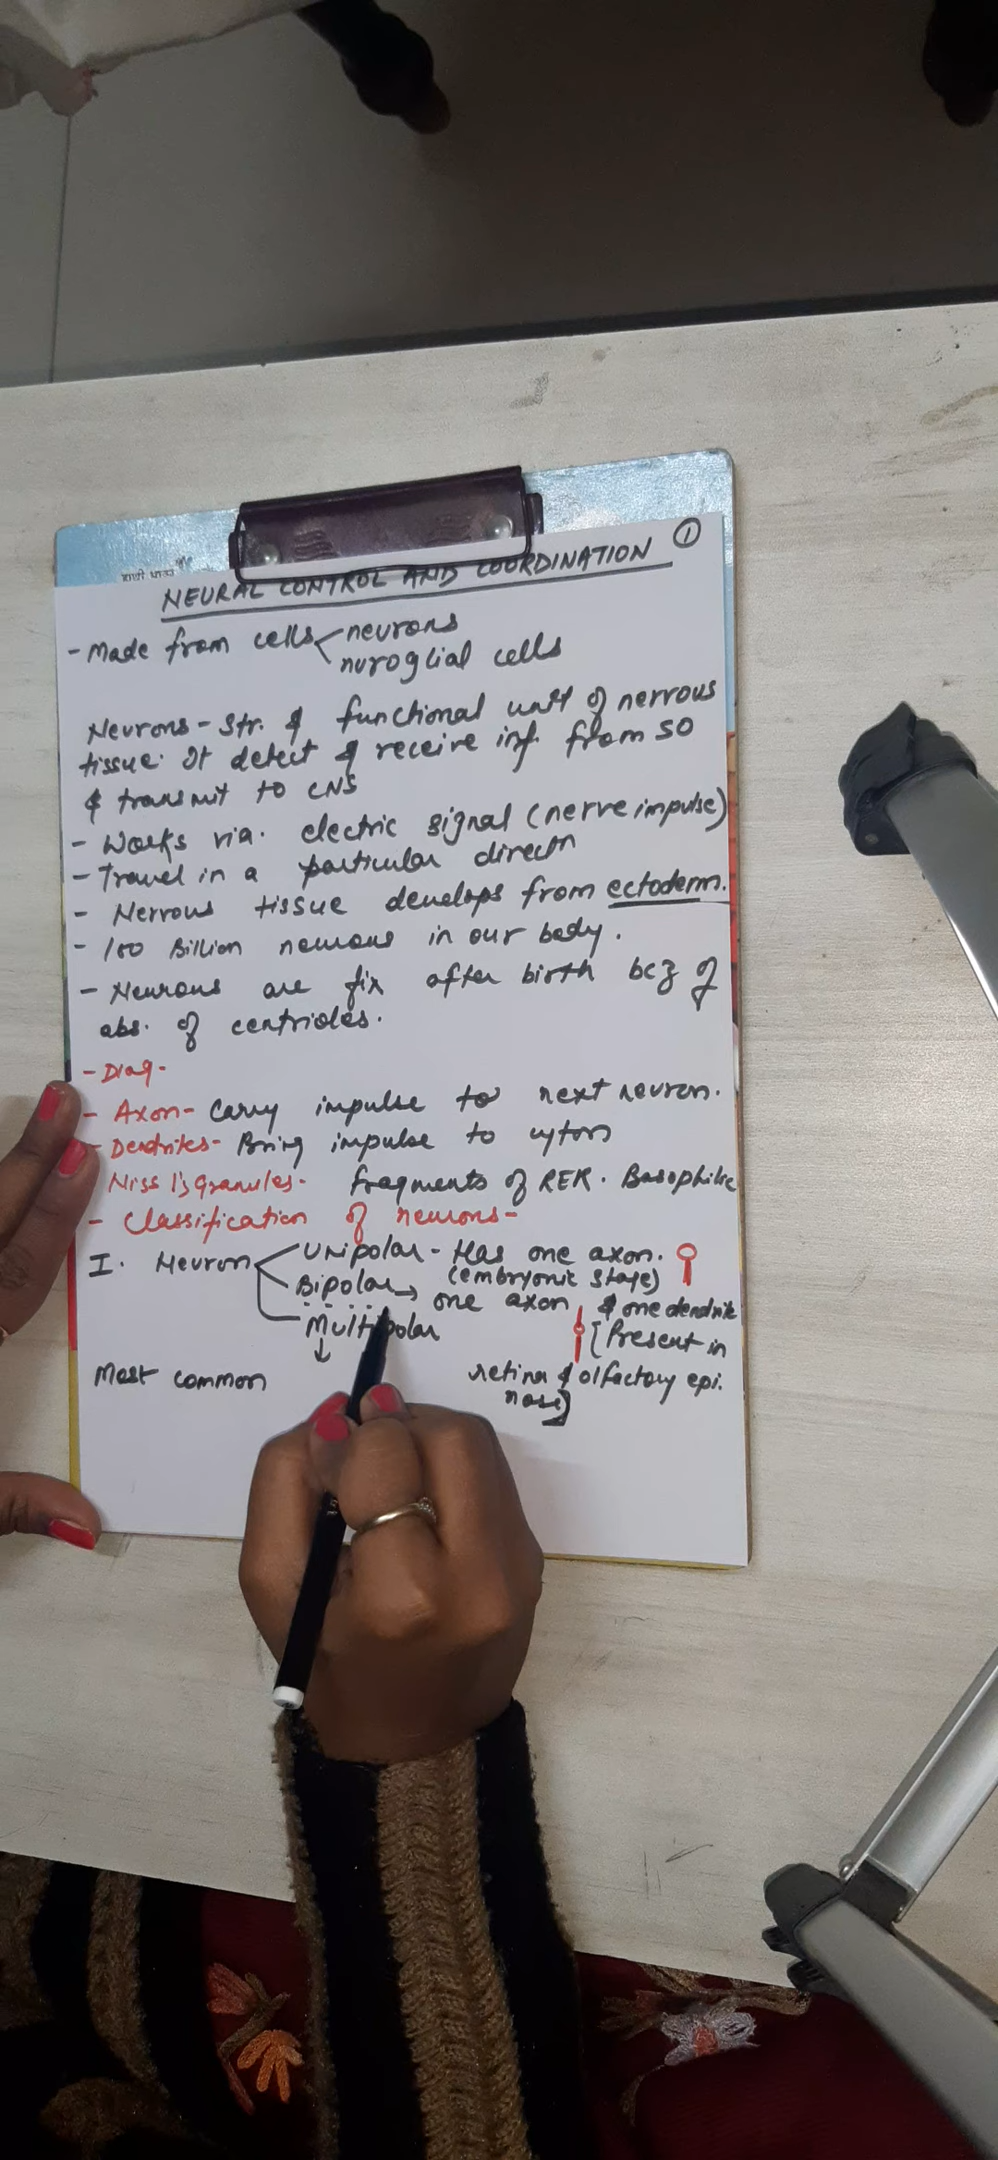 ①
NEURAL CONTROL AND COORDINATION
- Made from cells neurons
nuroglial cells
Neurons - Str. & functional unit of nervous
tissue. It detect & receive inf. from SO
& transmit to CNS
- Works via. electric signal (nerve impulse)
- Travel in a particular directn
- Nervous tissue develops from ectoderm.
- 100 Billion neurons in our body.
- Neurons are fix after birth bcz of
abs. of centrioles.
- Diag-
- Axon- Carry impulse to next neuron.
- Dendrites- Bring impulse to cyton
Nissl's granules- fragments of RER. Basophilic
- Classification of neurons-
I. Neuron Unipolar - Has one axon.
(embryonic stage)
Bipolar → one axon & one dendrite
Multipolar [Present in
↓
Most common retina & olfactory epi.
nose]